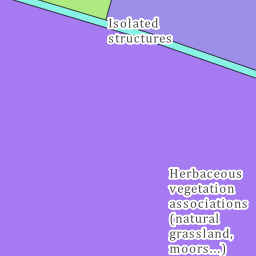 Isolated
structures
Herbaceous
vegetation
associations
(natural
grassland,
moors...)